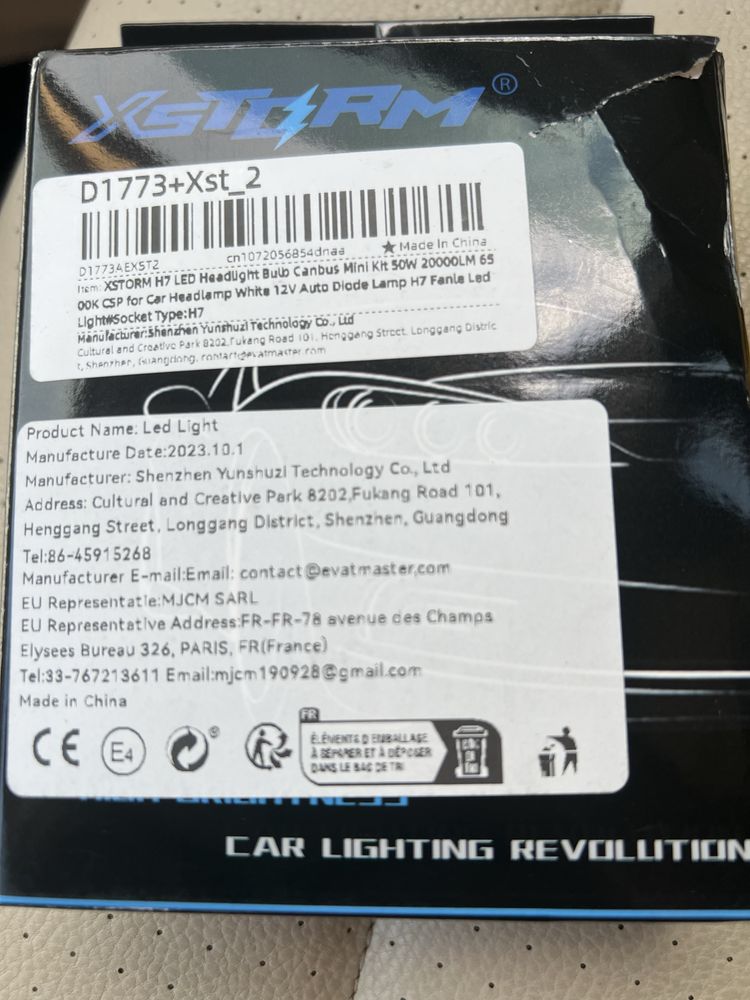 XSTORM®
D1773+Xst_2
D1773AEXST2
cn1072056854dnaa
★Made In China
Item: XSTORM H7 LED Headlight Bulb Canbus Mini Kit 50W 20000LM 65
00K CSP for Car Headlamp White 12V Auto Diode Lamp H7 Fanle Led
Light#Socket Type:H7
Manufacturer:Shenzhen Yunshuzi Technology Co., Ltd
Cultural and Creative Park 8202,Fukang Road 101, Henggang Street, Longgang Distric
t, Shenzhen, Guangdong, contact@evatmaster.com
Product Name: Led Light
Manufacture Date:2023.10.1
Manufacturer: Shenzhen Yunshuzi Technology Co., Ltd
Address: Cultural and Creative Park 8202,Fukang Road 101,
Henggang Street, Longgang District, Shenzhen, Guangdong
Tel:86-45915268
Manufacturer E-mail:Email: contact@evatmaster.com
EU Representatie:MJCM SARL
EU Representative Address:FR-FR-78 avenue des Champs
Elysees Bureau 326, PARIS, FR(France)
Tel:33-767213611 Email:mjcm190928@gmail.com
Made in China
CE
E4
FR
ÉLÉMENTS D'EMBALLAGE
À SÉPARER ET À DÉPOSER
DANS LE BAC DE TRI
CAR LIGHTING REVOLUTION